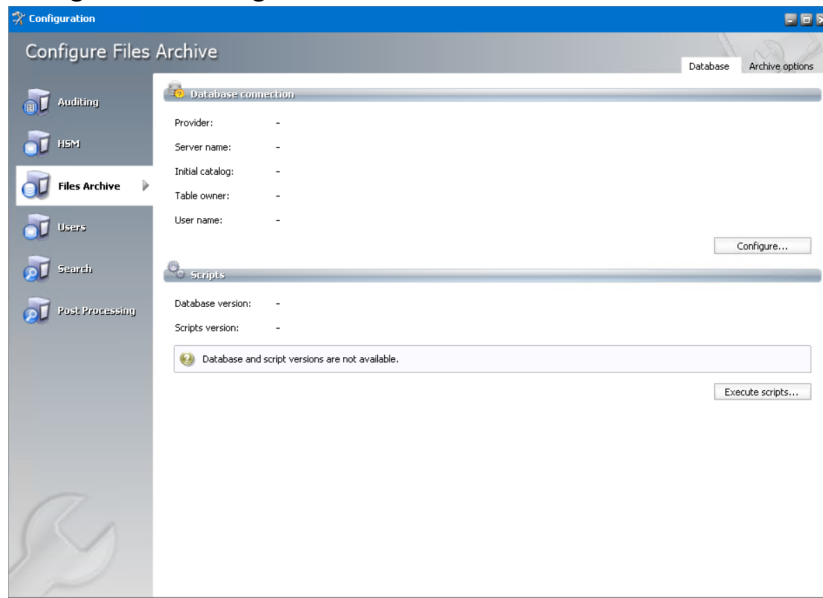 Configuration
Configure Files Archive
Database Archive options
Auditing
HSM
Files Archive
Users
Search
Post Processing
Database connection
Provider: -
Server name: -
Initial catalog: -
Table owner: -
User name: -
Configure...
Scripts
Database version: -
Scripts version: -
Database and script versions are not available.
Execute scripts...